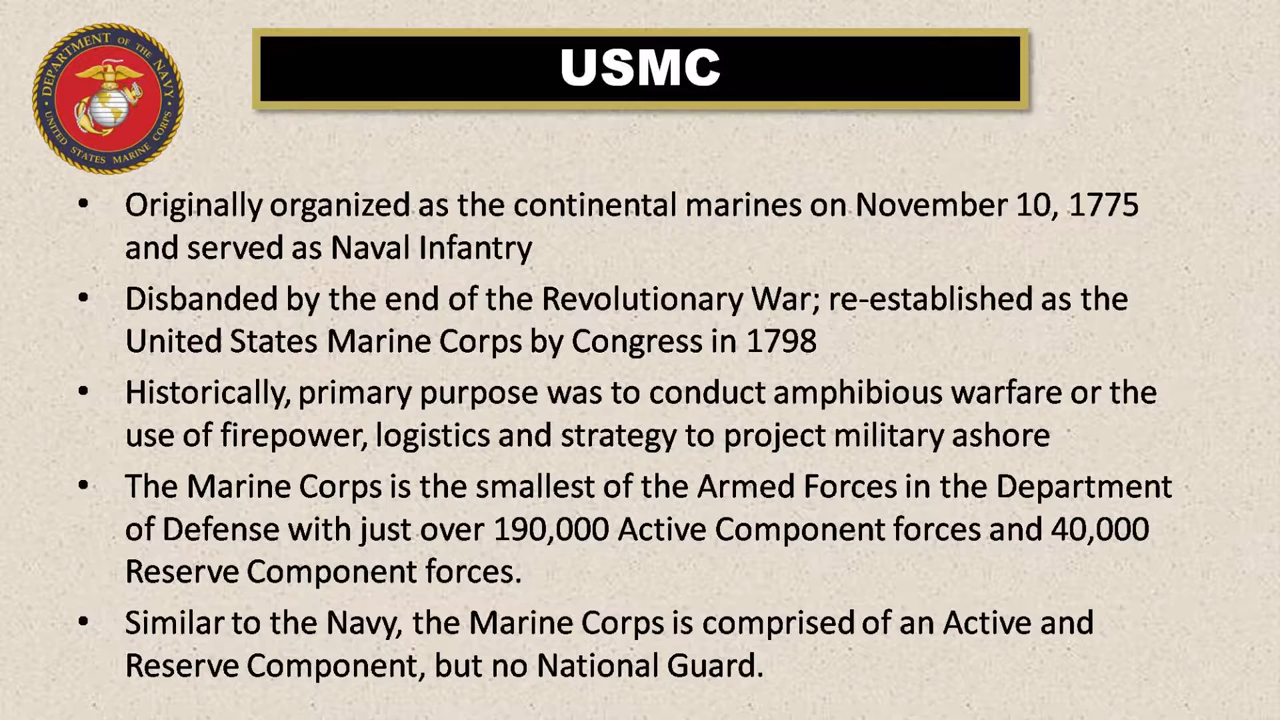 DEPARTMENT OF THE NAVY
UNITED STATES MARINE CORPS
USMC
• Originally organized as the continental marines on November 10, 1775
and served as Naval Infantry
• Disbanded by the end of the Revolutionary War; re-established as the
United States Marine Corps by Congress in 1798
• Historically, primary purpose was to conduct amphibious warfare or the
use of firepower, logistics and strategy to project military ashore
• The Marine Corps is the smallest of the Armed Forces in the Department
of Defense with just over 190,000 Active Component forces and 40,000
Reserve Component forces.
• Similar to the Navy, the Marine Corps is comprised of an Active and
Reserve Component, but no National Guard.